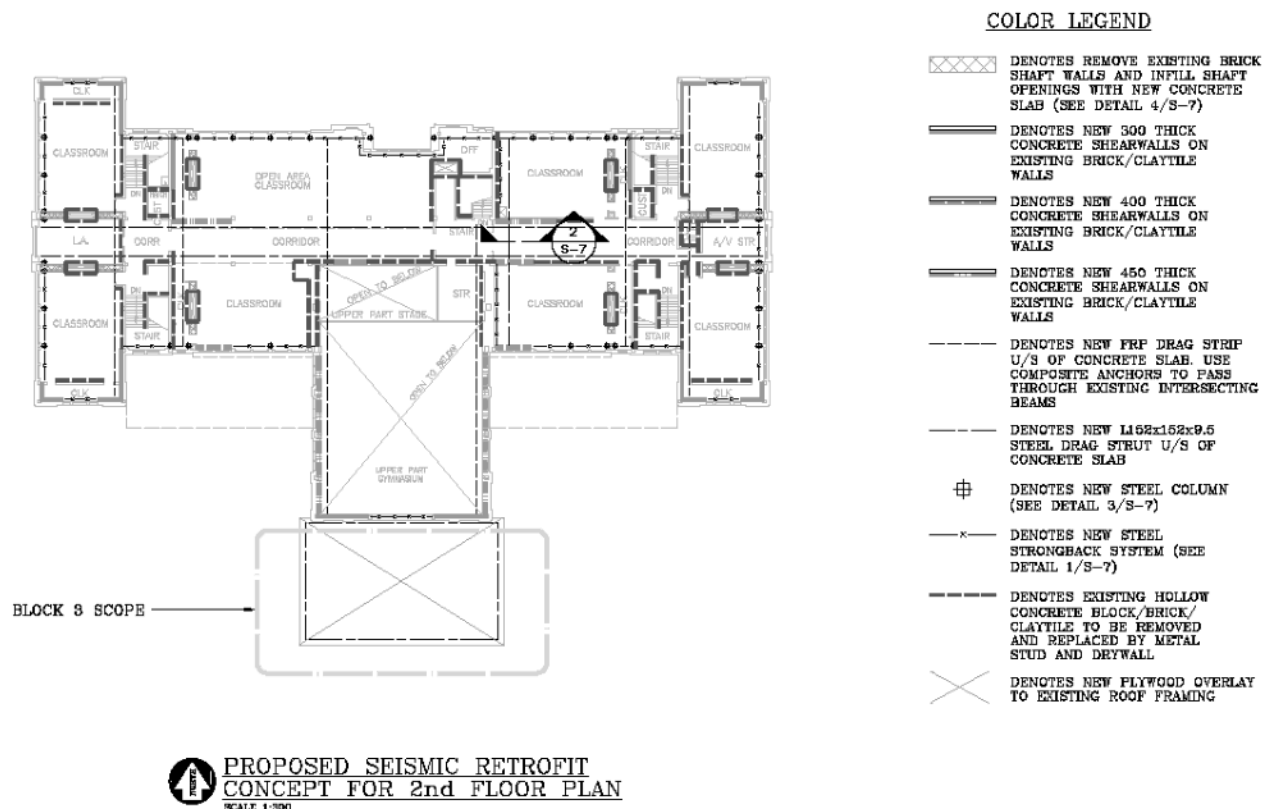 COLOR LEGEND
DENOTES REMOVE EXISTING BRICK
SHAFT WALLS AND INFILL SHAFT
OPENINGS WITH NEW CONCRETE
SLAB (SEE DETAIL 4/S-7)
DENOTES NEW 300 THICK
CONCRETE SHEARWALLS ON
EXISTING BRICK/CLAYTILE
WALLS
DENOTES NEW 400 THICK
CONCRETE SHEARWALLS ON
EXISTING BRICK/CLAYTILE
WALLS
DENOTES NEW 450 THICK
CONCRETE SHEARWALLS ON
EXISTING BRICK/CLAYTILE
WALLS
DENOTES NEW FRP DRAG STRIP
U/S OF CONCRETE SLAB. USE
COMPOSITE ANCHORS TO PASS
THROUGH EXISTING INTERSECTING
BEAMS
DENOTES NEW L152x152x9.5
STEEL DRAG STRUT U/S OF
CONCRETE SLAB
DENOTES NEW STEEL COLUMN
(SEE DETAIL 3/S-7)
DENOTES NEW STEEL
STRONGBACK SYSTEM (SEE
DETAIL 1/S-7)
DENOTES EXISTING HOLLOW
CONCRETE BLOCK/BRICK/
CLAYTILE TO BE REMOVED
AND REPLACED BY METAL
STUD AND DRYWALL
DENOTES NEW PLYWOOD OVERLAY
TO EXISTING ROOF FRAMING
CLK
CLASSROOM
STAIR
DN
CUST
OPEN AREA
CLASSROOM
OFF
CLASSROOM
STAIR
DN
CUST
CLASSROOM
CORR
CORRIDOR
STAIR
DN
2
S-7
CORRIDOR
A/V STR
CLASSROOM
DN
STAIR
CLASSROOM
OPEN TO BELOW
UPPER PART STAGE
STR
CLASSROOM
DN
STAIR
CLASSROOM
CLK
CLK
OPEN TO BELOW
UPPER PART
GYMNASIUM
BLOCK 3 SCOPE
PROPOSED SEISMIC RETROFIT
CONCEPT FOR 2nd FLOOR PLAN
SCALE 1:300